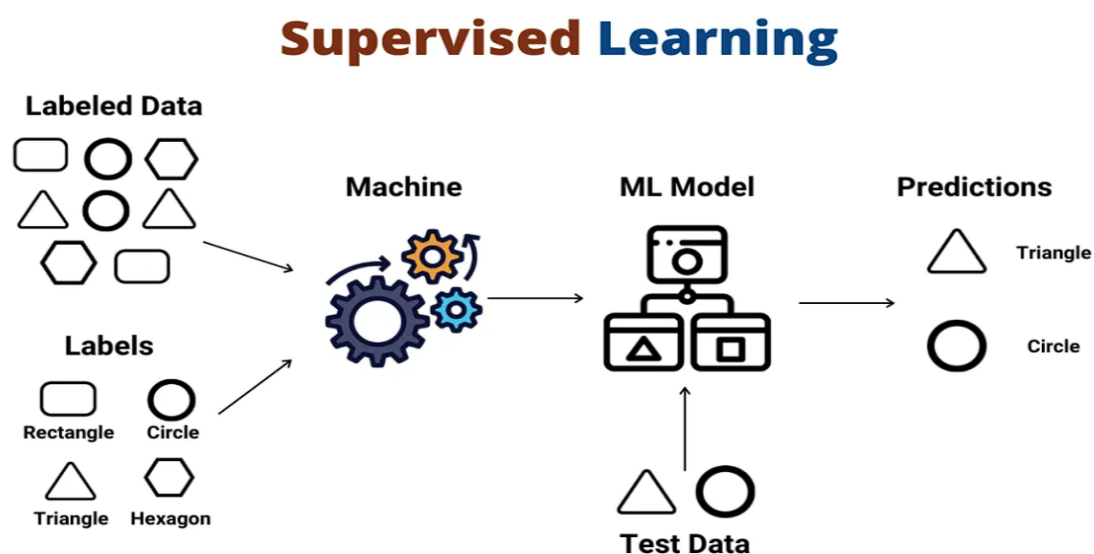 Supervised Learning
Labeled Data
Machine
ML Model
Predictions
Triangle
Circle
Labels
Rectangle Circle
Triangle Hexagon
Test Data